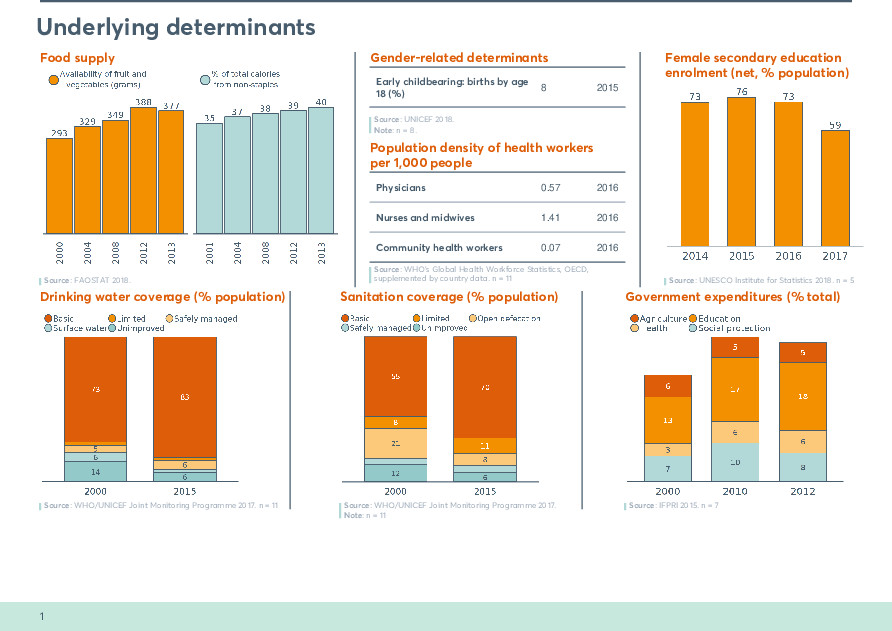 Underlying determinants
Food supply
Availability of fruit and
vegetables (grams)
% of total calories
from non-staples
293
329
349
388
377
35
37
38
39
40
2000
2004
2008
2012
2013
2001
2004
2008
2012
2013
Source: FAOSTAT 2018.
Gender-related determinants
Early childbearing: births by age
18 (%)
8
2015
Source: UNICEF 2018.
Note: n = 8.
Population density of health workers
per 1,000 people
Physicians 0.57 2016
Nurses and midwives 1.41 2016
Community health workers 0.07 2016
Source: WHO's Global Health Workforce Statistics, OECD,
supplemented by country data. n = 11
Female secondary education
enrolment (net, % population)
73
76
73
59
2014
2015
2016
2017
Source: UNESCO Institute for Statistics 2018. n = 5
Drinking water coverage (% population)
Basic Limited Safely managed
Surface water Unimproved
73
5
6
14
83
6
6
2000
2015
Source: WHO/UNICEF Joint Monitoring Programme 2017. n = 11
Sanitation coverage (% population)
Basic Limited Open defecation
Safely managed Unimproved
55
8
21
12
70
11
8
6
2000
2015
Source: WHO/UNICEF Joint Monitoring Programme 2017.
Note: n = 11
Government expenditures (% total)
Agriculture Education
Health Social protection
6
13
3
7
5
17
6
10
5
18
6
8
2000
2010
2012
Source: IFPRI 2015. n = 7
1